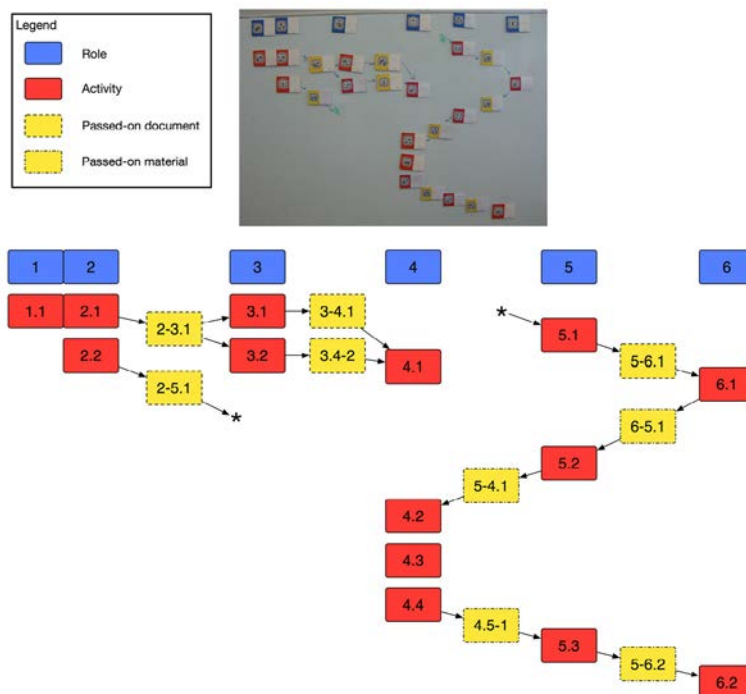 Legend
Role
Activity
Passed-on document
Passed-on material
1 2 3 4 5 6
1.1 2.1 2-3.1 3.1 3-4.1 * 5.1
2.2 3.2 3.4-2 4.1 5-6.1 6.1
2-5.1 * 6-5.1
5-4.1 5.2
4.2
4.3
4.4 4.5-1 5.3 5-6.2 6.2